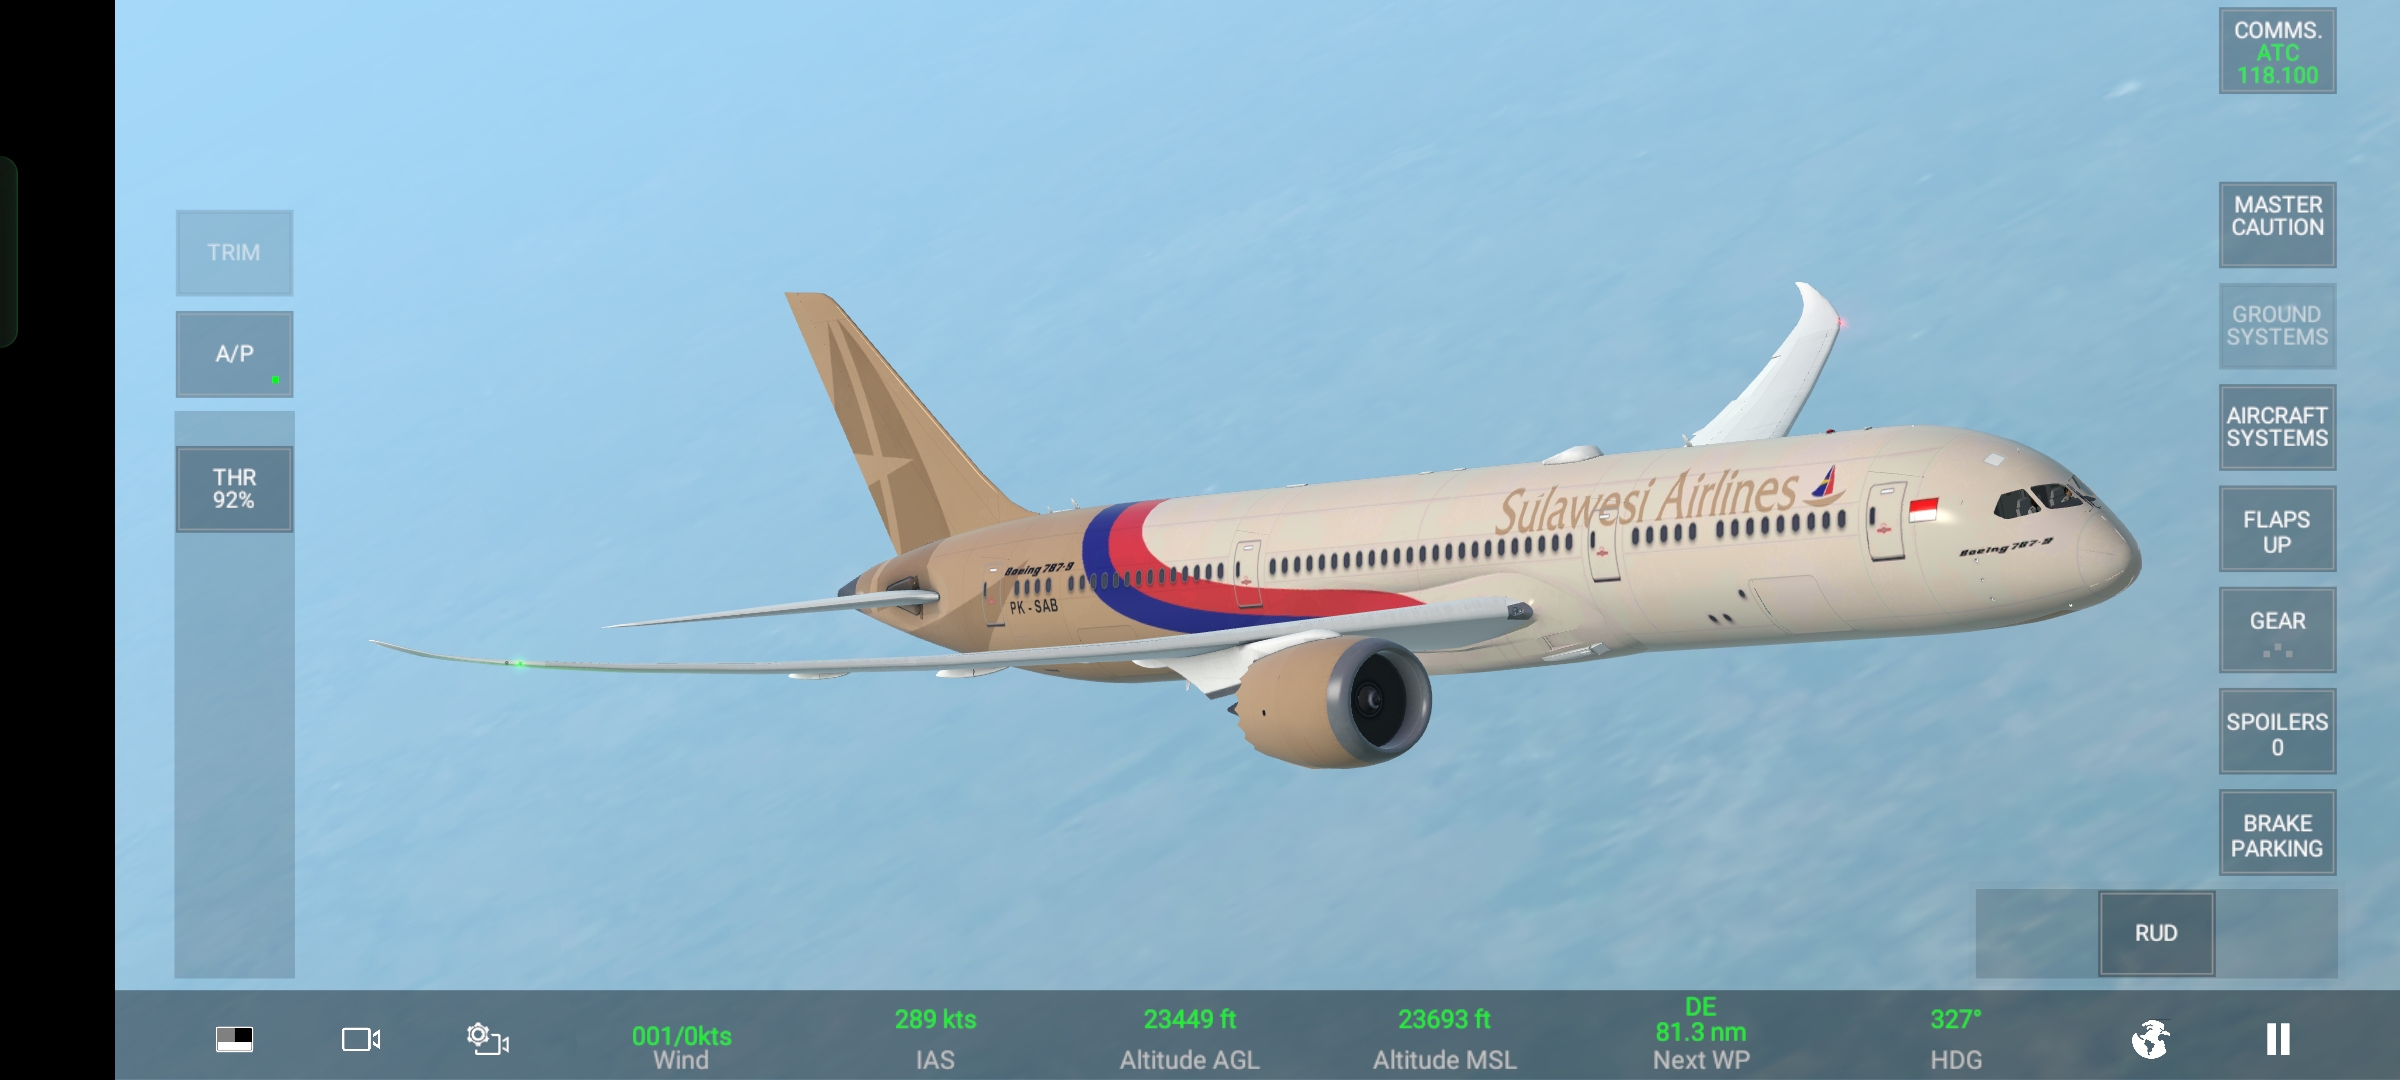 COMMS.
ATC
118.100
MASTER
CAUTION
TRIM
GROUND
SYSTEMS
A/P
AIRCRAFT
SYSTEMS
THR
92%
Sulawesi Airlines
FLAPS
UP
Boeing 787-9
Boeing 787-9
PK-SAB
GEAR
SPOILERS
0
BRAKE
PARKING
RUD
001/0kts
Wind
289 kts
IAS
23449 ft
Altitude AGL
23693 ft
Altitude MSL
DE
81.3 nm
Next WP
327°
HDG